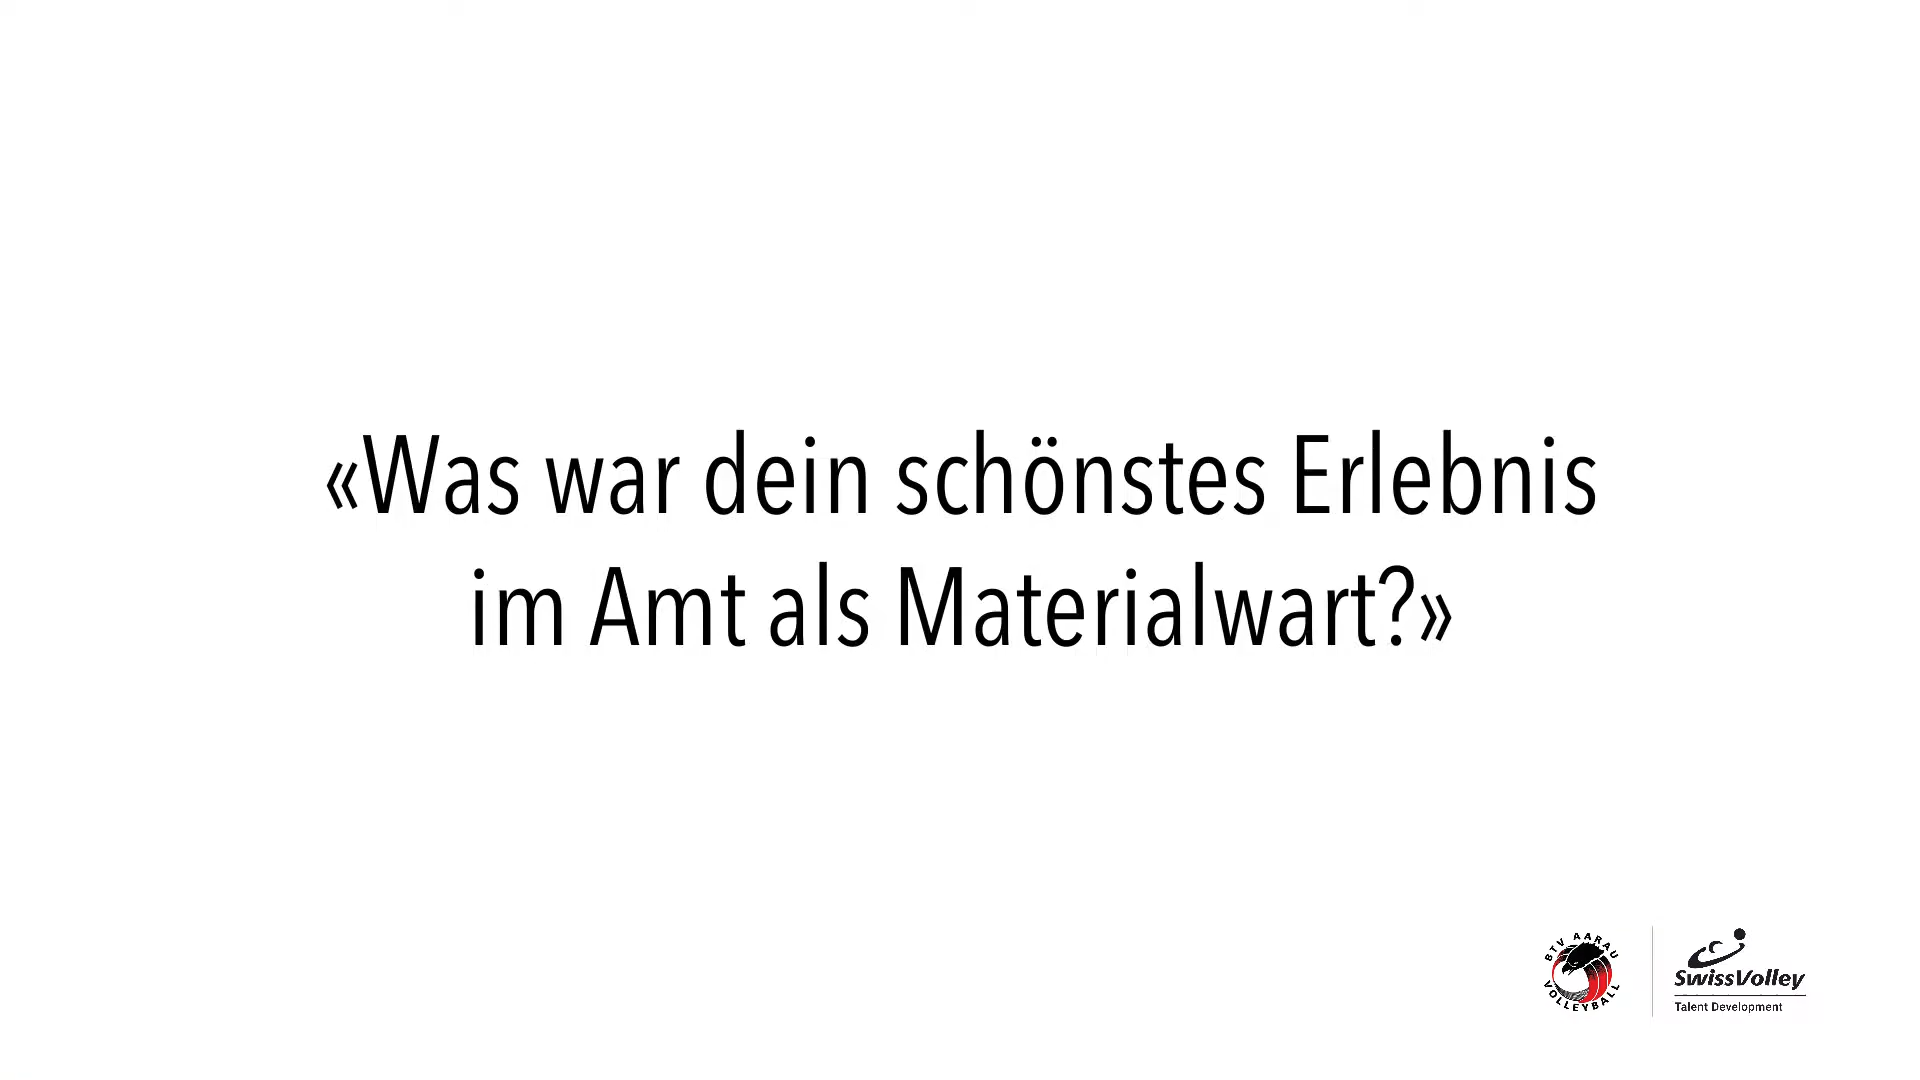 «Was war dein schönstes Erlebnis
im Amt als Materialwart?»
BTV AARAU
VOLLEYBALL
SwissVolley
Talent Development